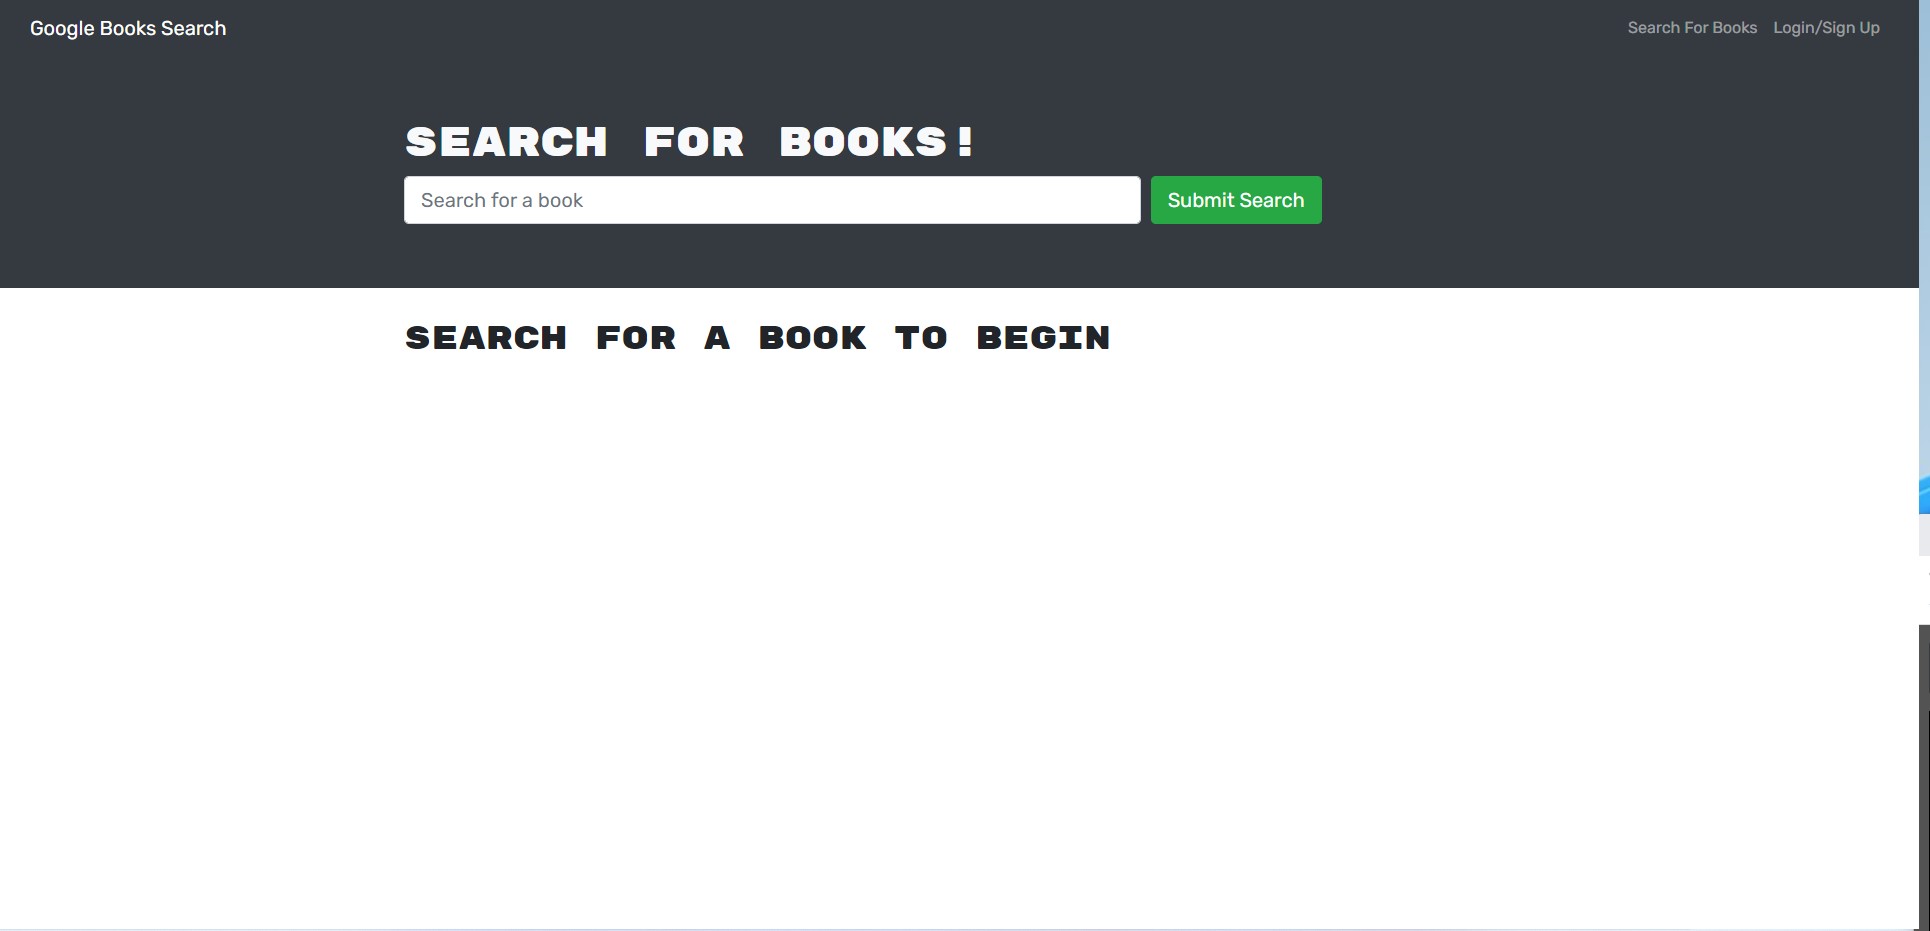 Google Books Search
Search For Books
Login/Sign Up
SEARCH FOR BOOKS!
Search for a book
Submit Search
SEARCH FOR A BOOK TO BEGIN